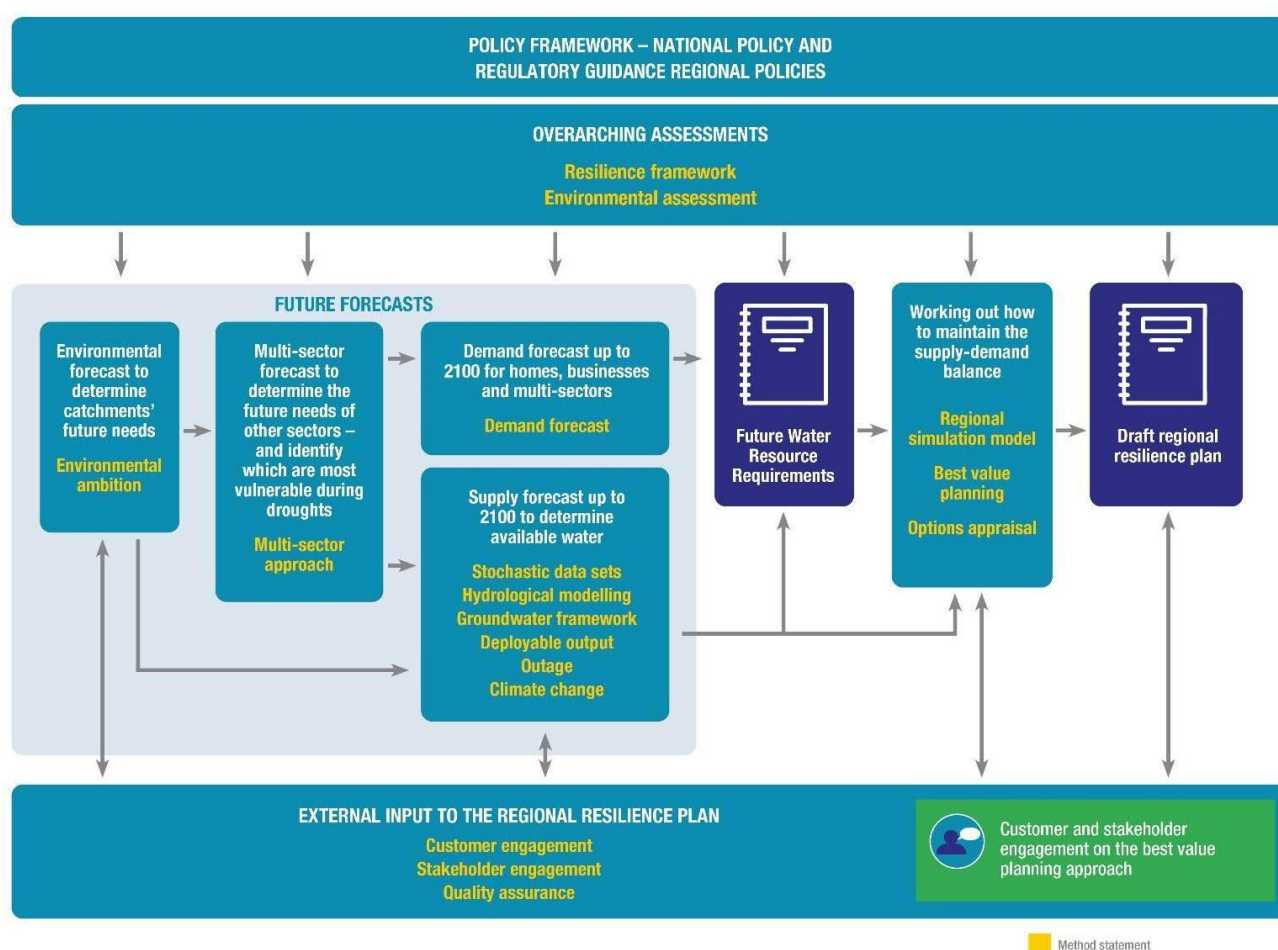 POLICY FRAMEWORK – NATIONAL POLICY AND
REGULATORY GUIDANCE REGIONAL POLICIES
OVERARCHING ASSESSMENTS
Resilience framework
Environmental assessment
FUTURE FORECASTS
Environmental
forecast to
determine
catchments’
future needs
Environmental
ambition
Multi-sector
forecast to
determine the
future needs of
other sectors –
and identify
which are most
vulnerable during
droughts
Multi-sector
approach
Demand forecast up to
2100 for homes, businesses
and multi-sectors
Demand forecast
Supply forecast up to
2100 to determine
available water
Stochastic data sets
Hydrological modelling
Groundwater framework
Deployable output
Outage
Climate change
Future Water
Resource
Requirements
Working out how
to maintain the
supply-demand
balance
Regional
simulation model
Best value
planning
Options appraisal
Draft regional
resilience plan
EXTERNAL INPUT TO THE REGIONAL RESILIENCE PLAN
Customer engagement
Stakeholder engagement
Quality assurance
Customer and stakeholder
engagement on the best value
planning approach
Method statement